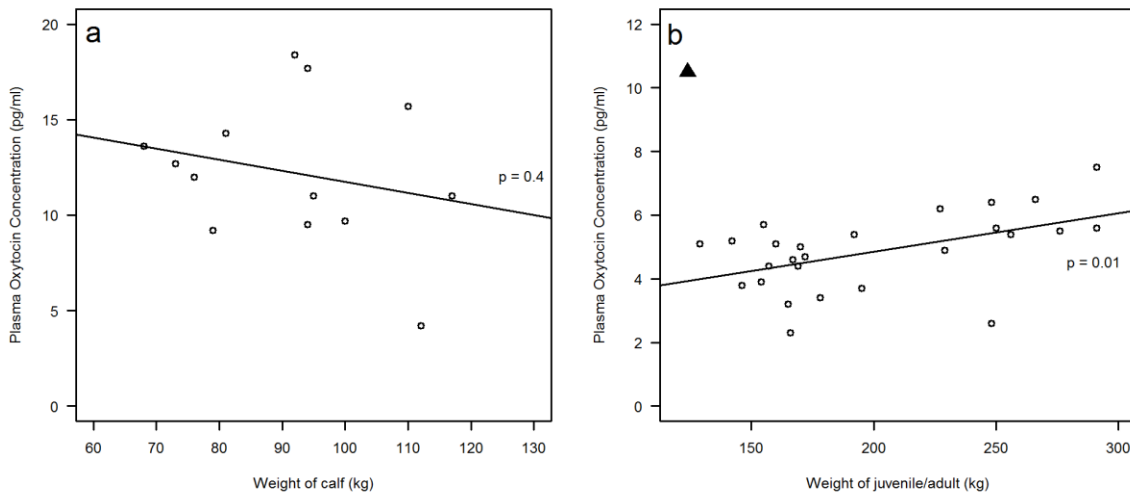 a
Plasma Oxytocin Concentration (pg/ml)
20
15
10
5
0
p = 0.4
60 70 80 90 100 110 120 130
Weight of calf (kg)
b
Plasma Oxytocin Concentration (pg/ml)
12
10
8
6
4
2
0
p = 0.01
150 200 250 300
Weight of juvenile/adult (kg)